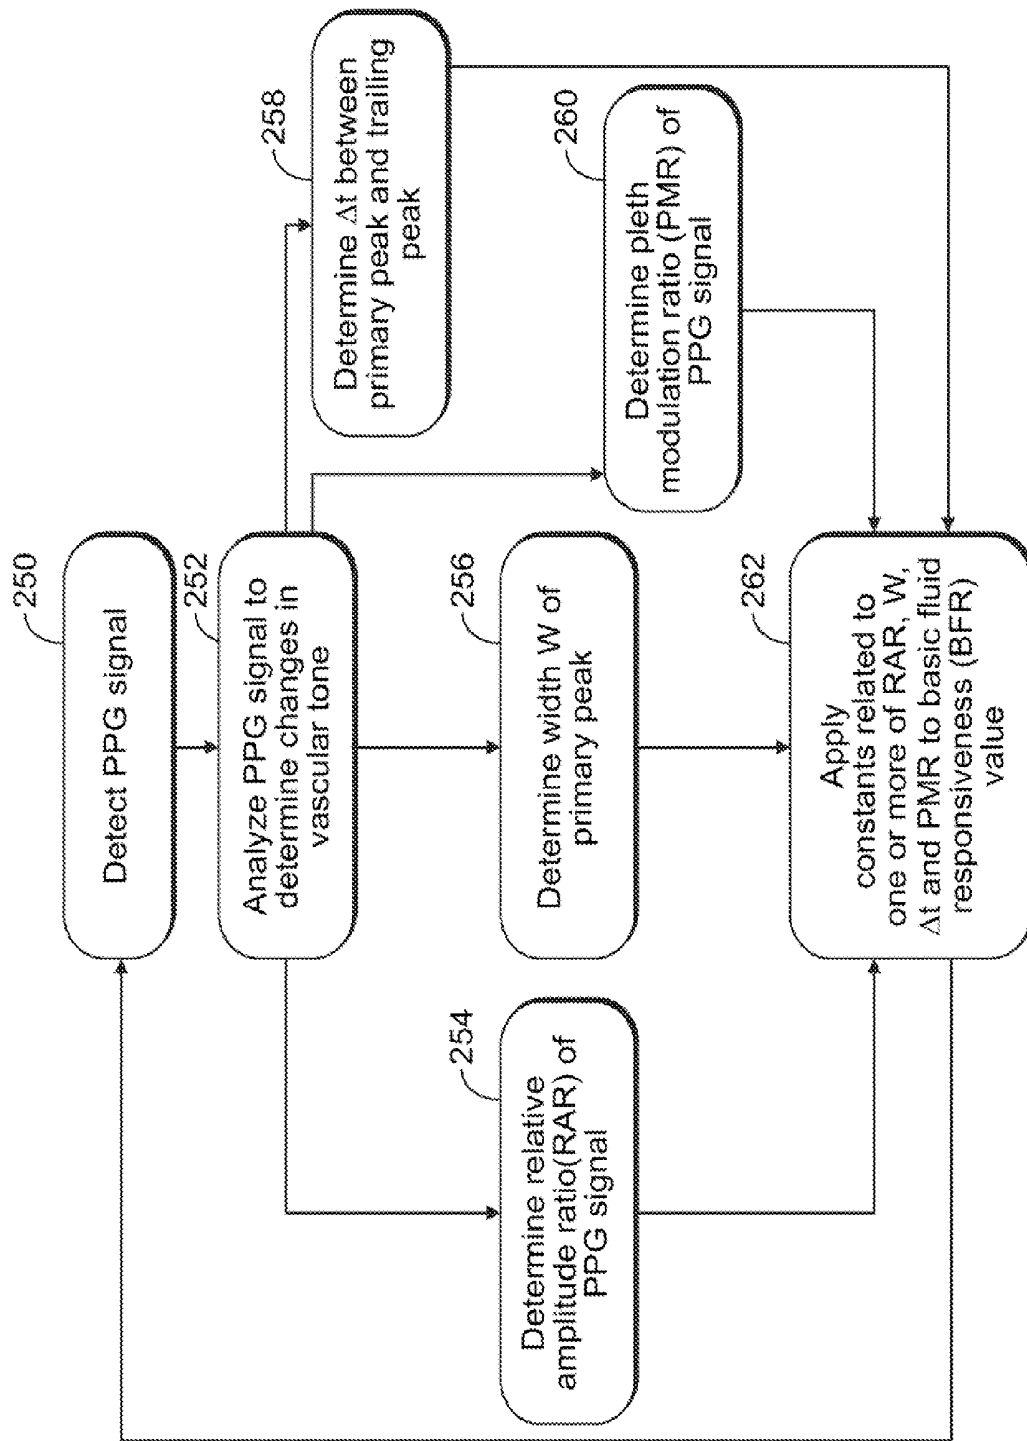 250
Detect PPG signal
252
Analyze PPG signal to
determine changes in
vascular tone
254
Determine relative
amplitude ratio(RAR) of
PPG signal
256
Determine width W of
primary peak
258
Determine Δt between
primary peak and trailing
peak
260
Determine pleth
modulation ratio (PMR) of
PPG signal
262
Apply
constants related to
one or more of RAR, W,
Δt and PMR to basic fluid
responsiveness (BFR)
value